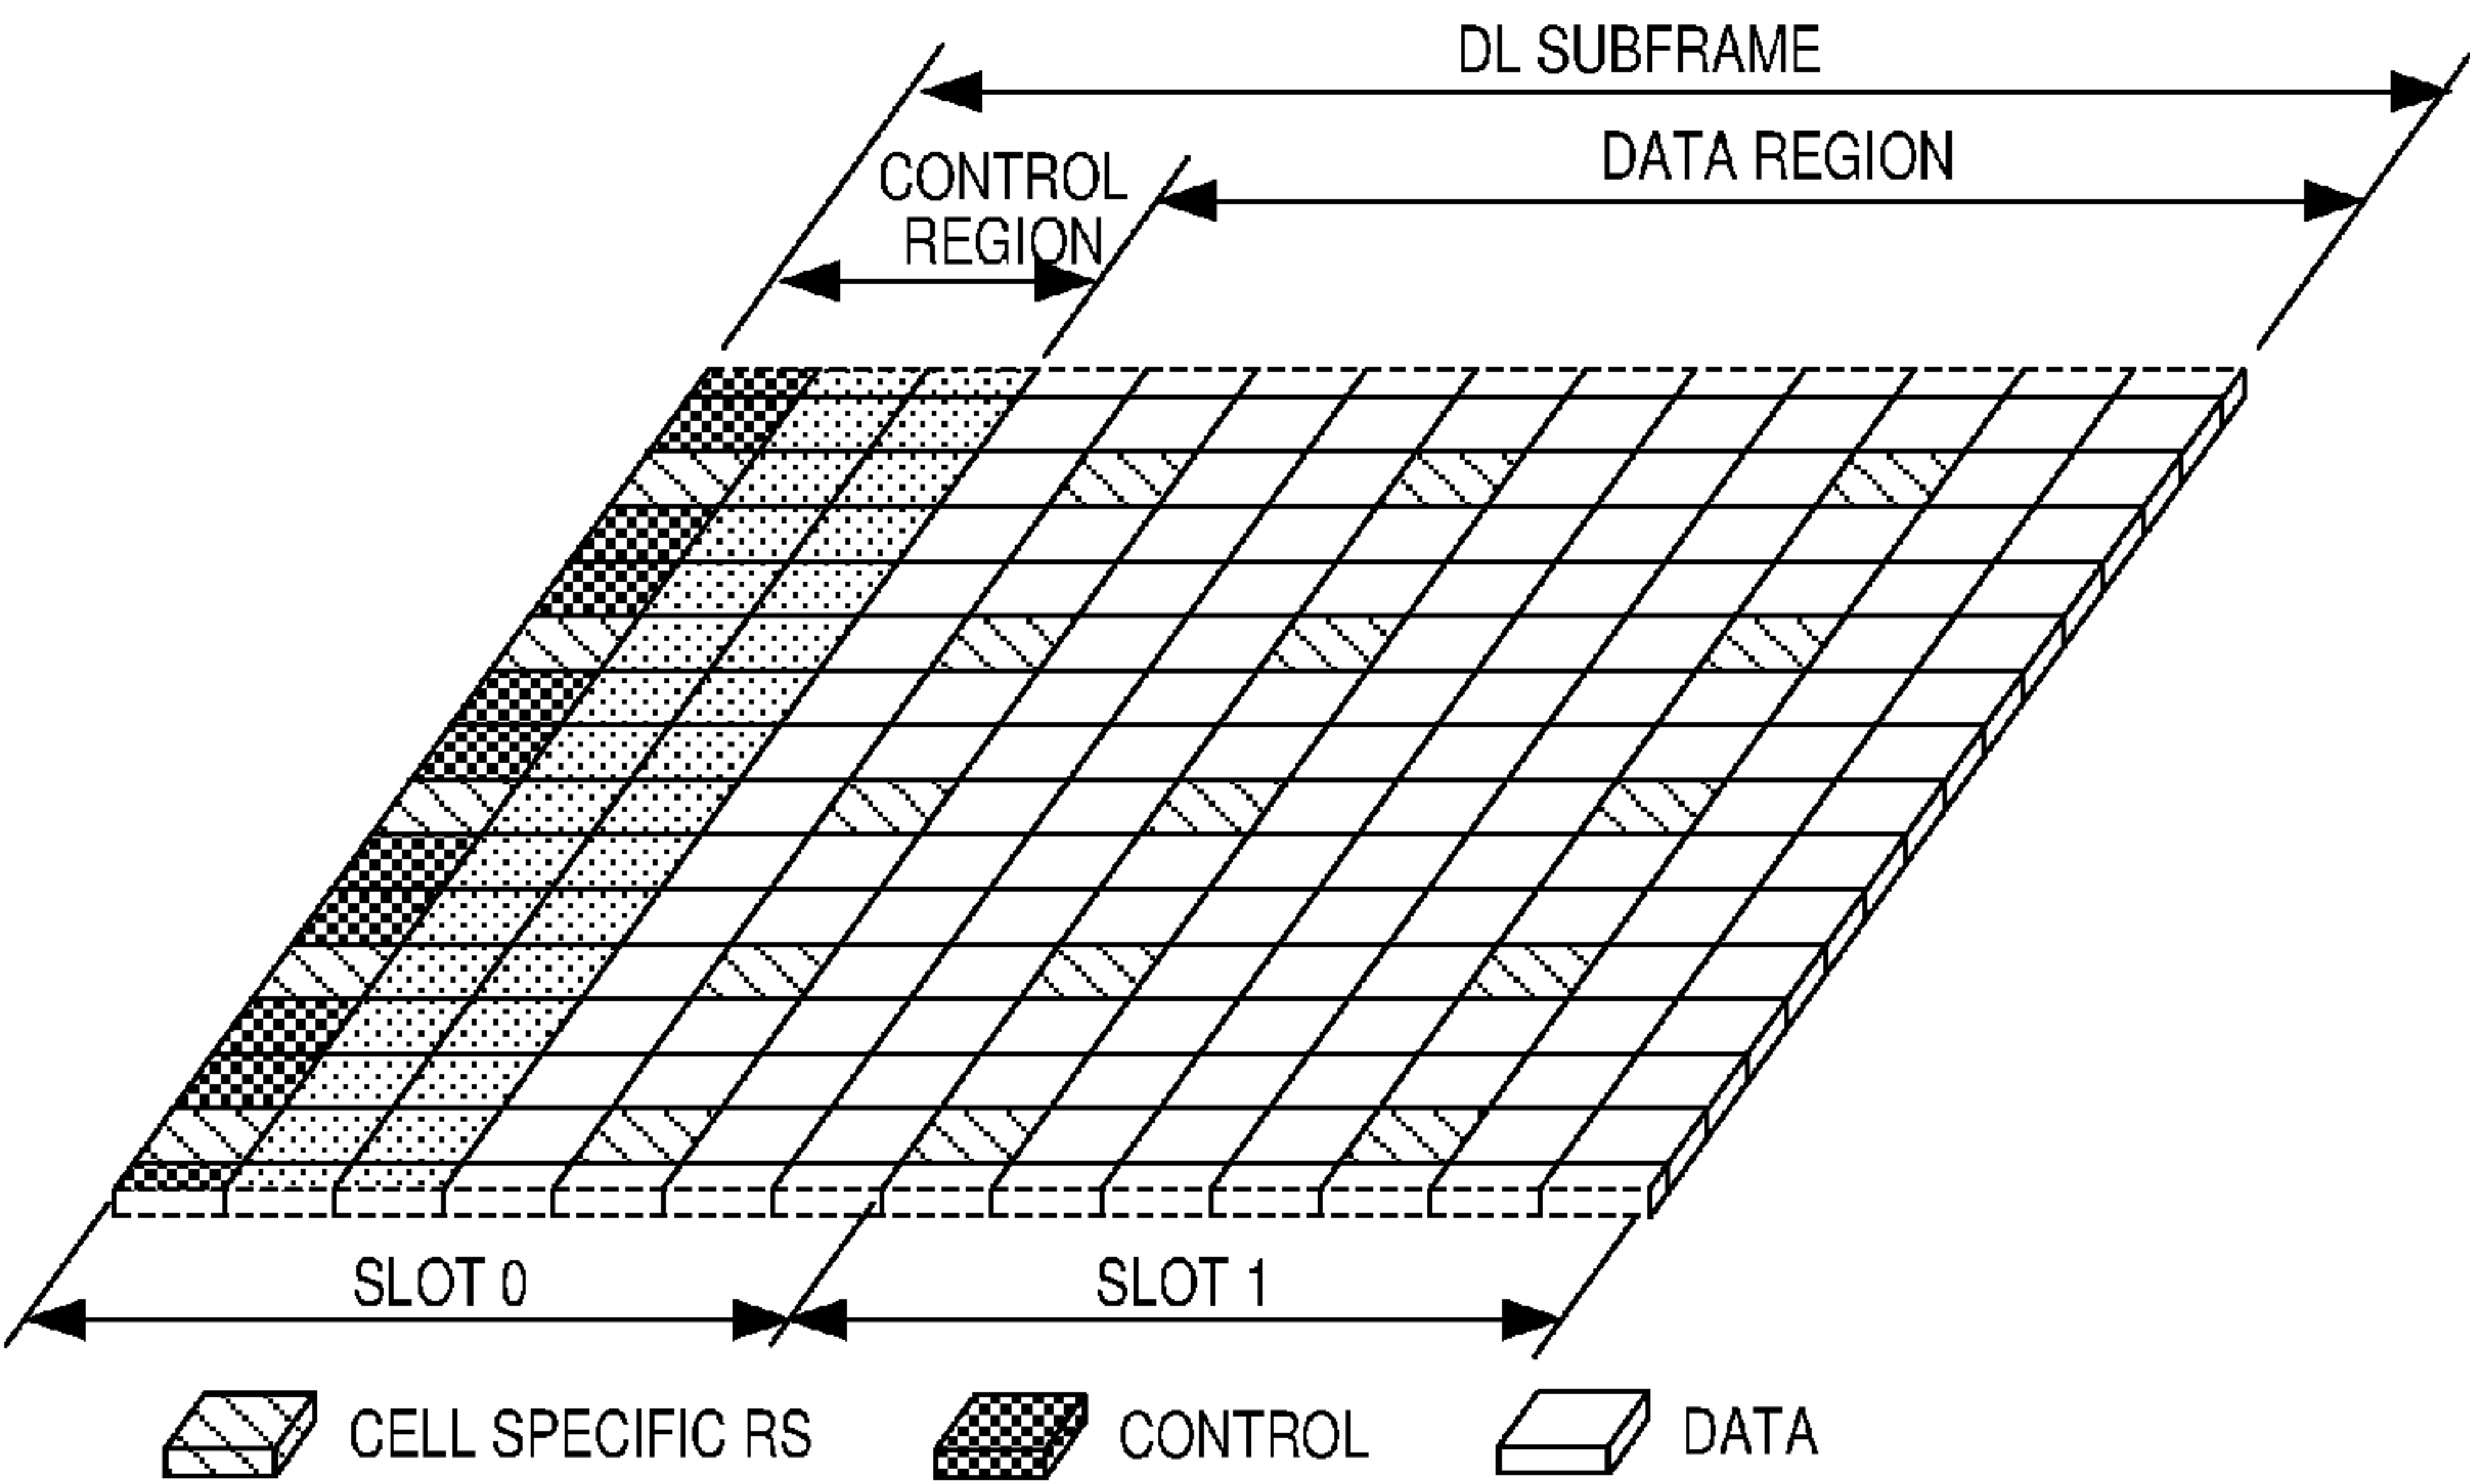 DL SUBFRAME
DATA REGION
CONTROL
REGION
SLOT 0
SLOT 1
CELL SPECIFIC RS
CONTROL
DATA